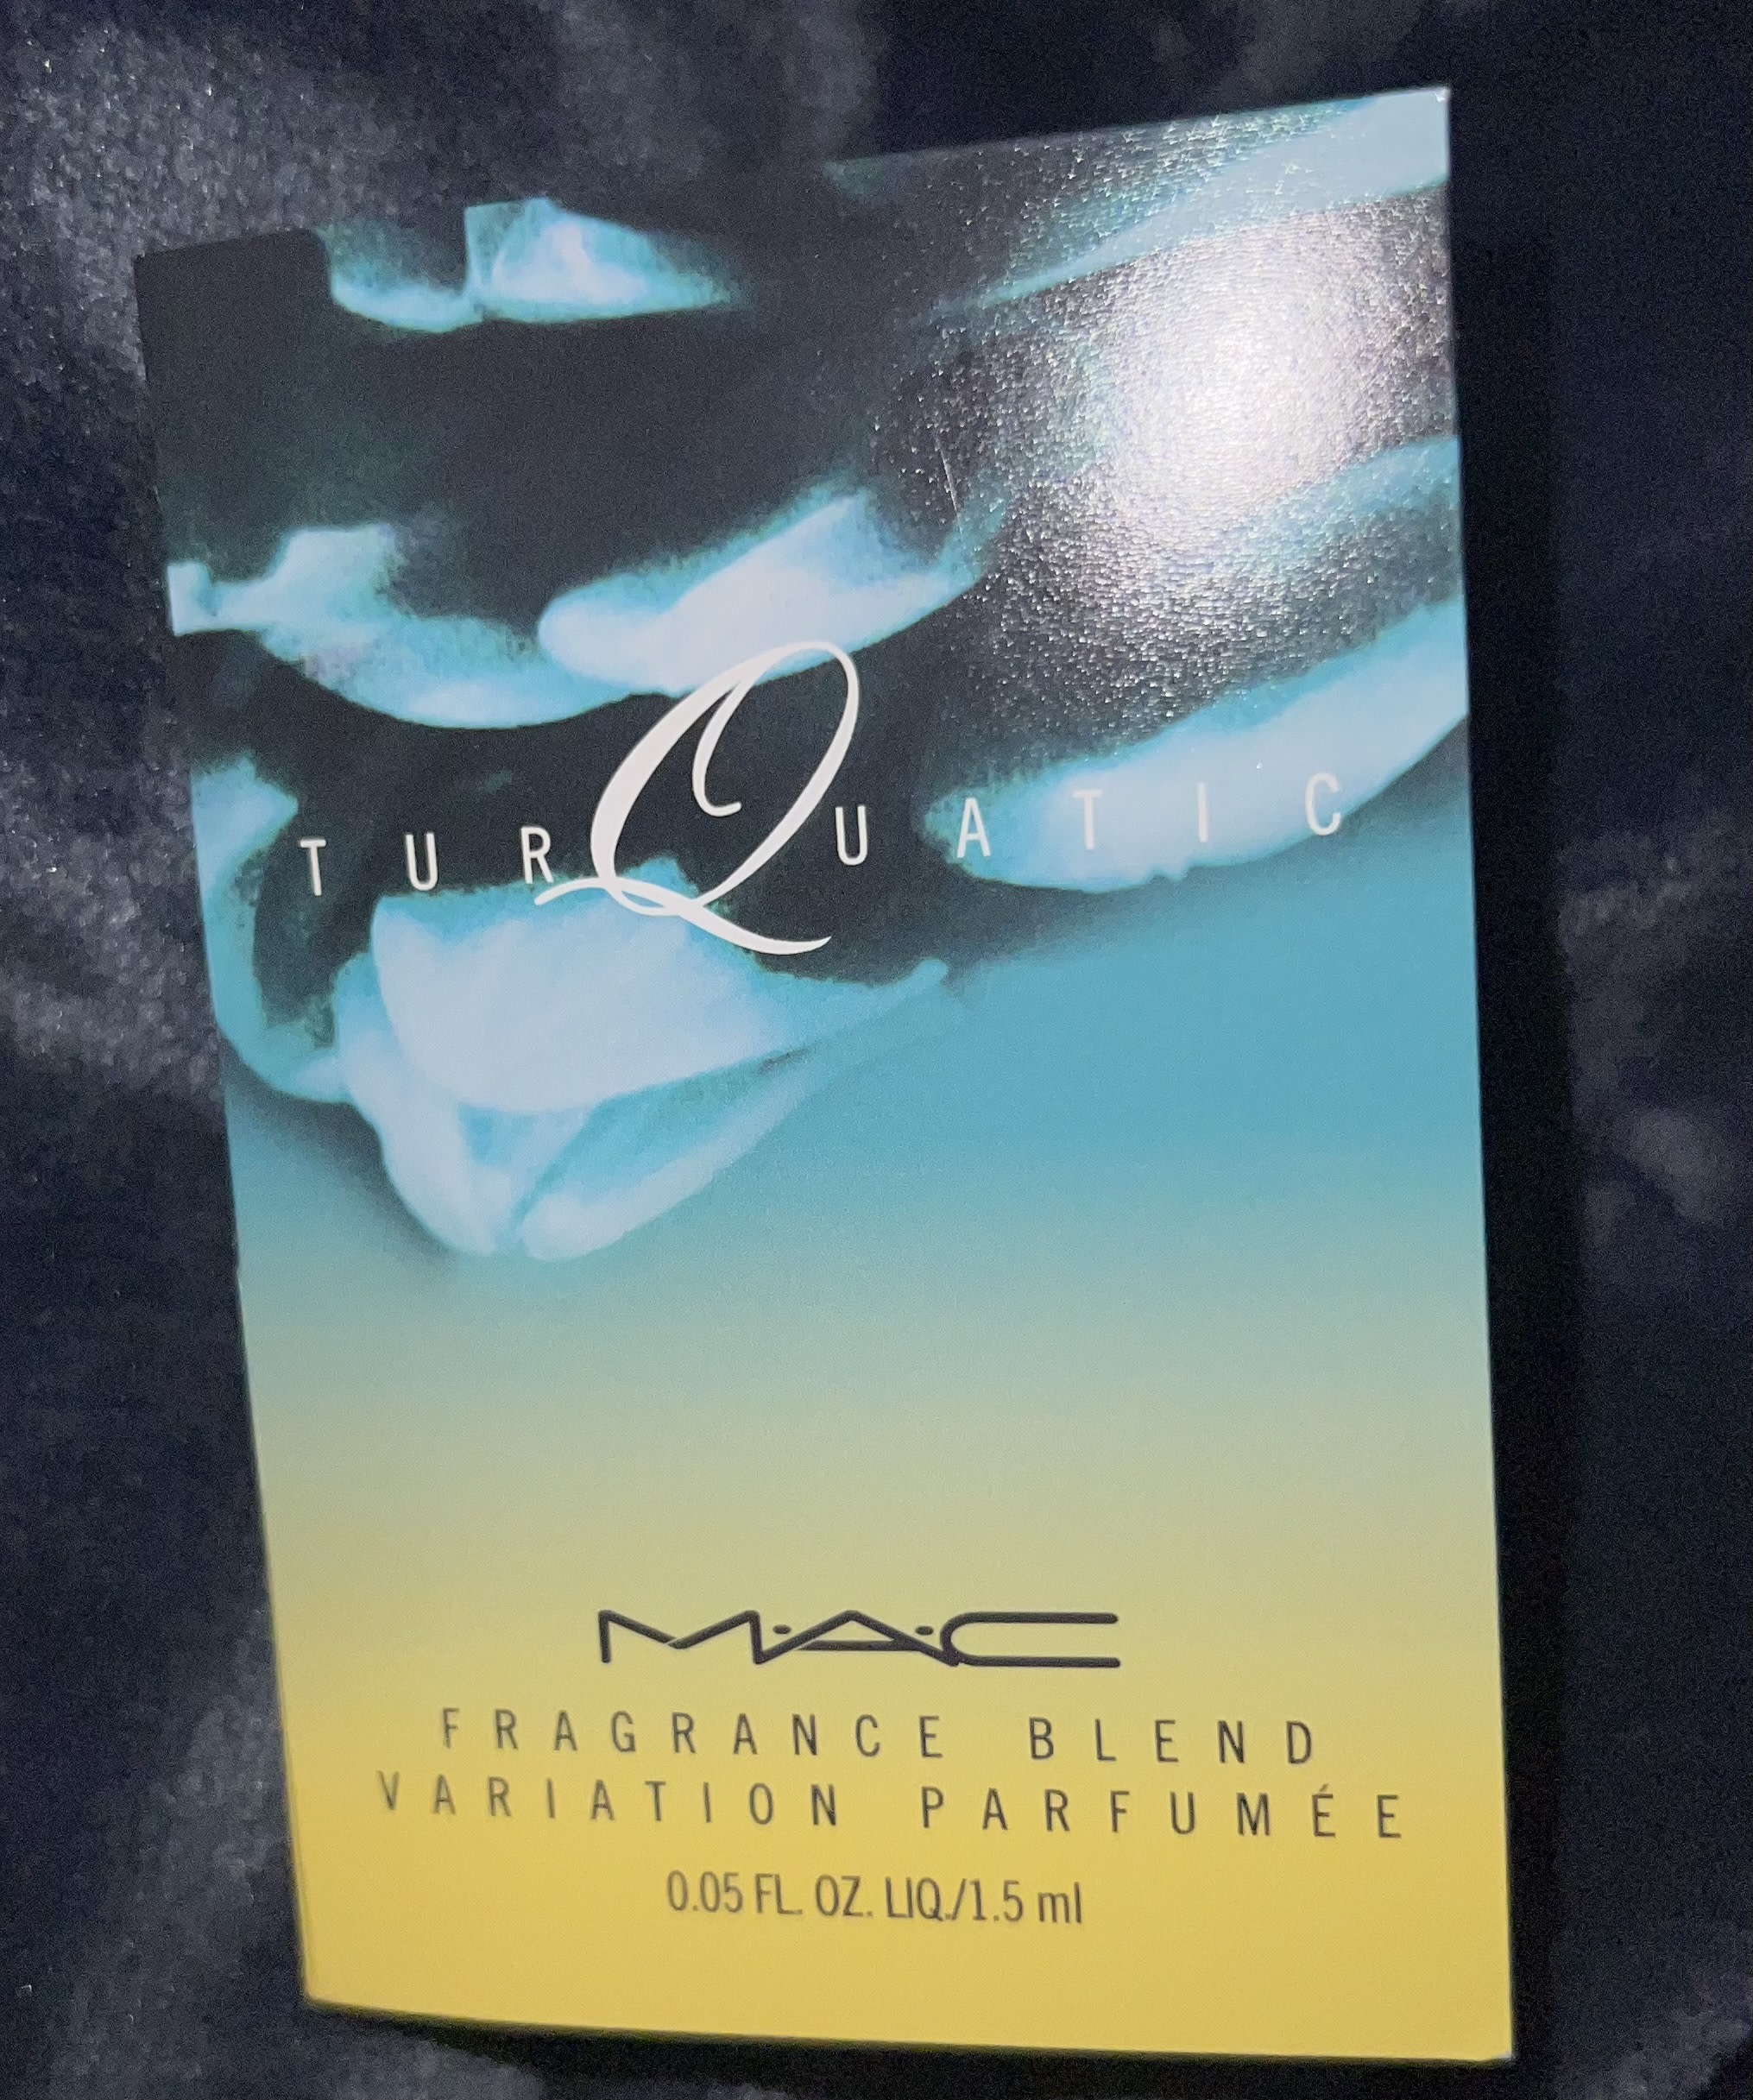 TURQUATIC
M·A·C
FRAGRANCE BLEND
VARIATION PARFUMÉE
0.05 FL. OZ. LIQ./1.5 ml